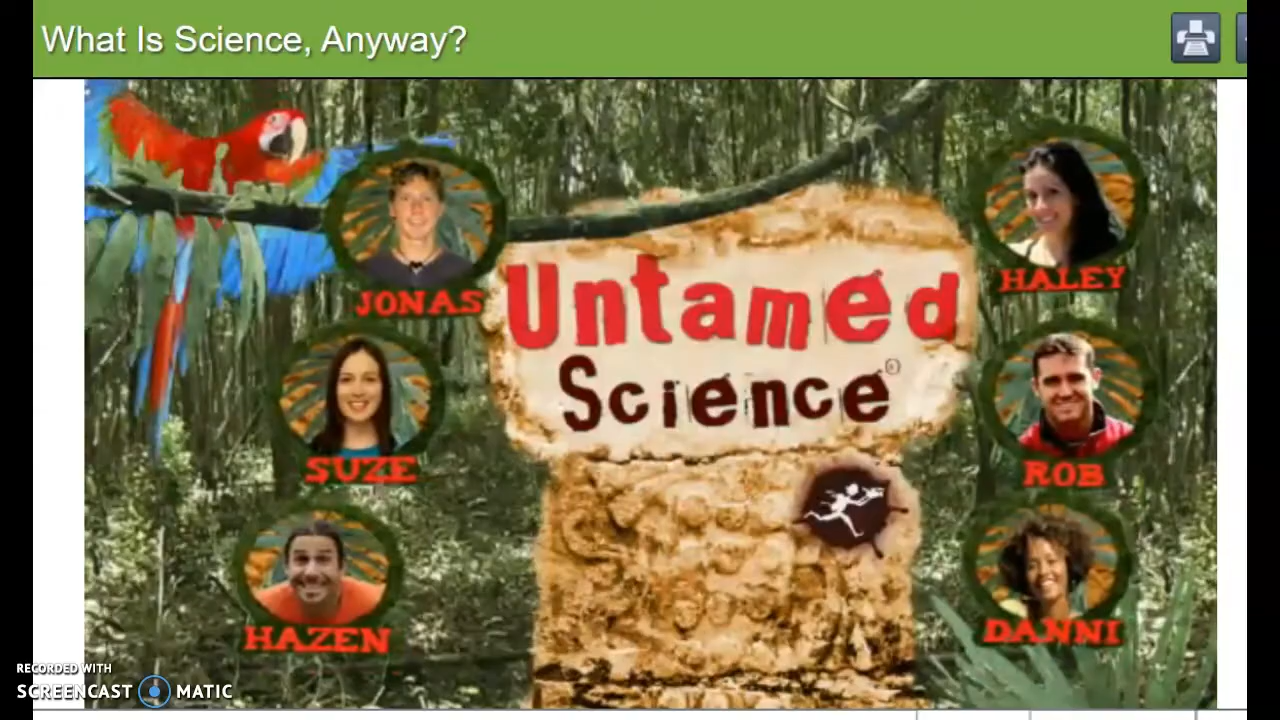 What Is Science, Anyway?
JONAS
HALEY
Untamed
Science®
SUZE
ROB
HAZEN
DANNI
RECORDED WITH
SCREENCAST MATIC